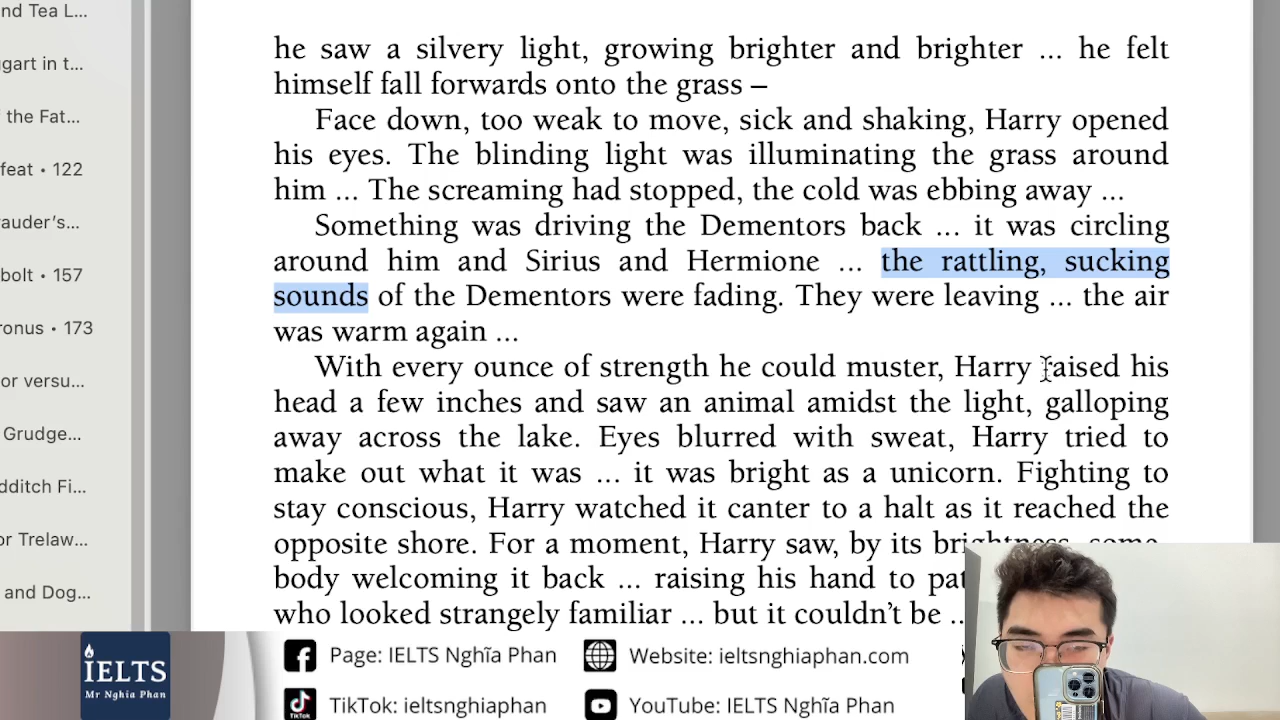 nd Tea L...
gart in t...
the Fat...
feat • 122
rauder's...
bolt • 157
ronus • 173
or versu...
Grudge...
dditch Fi...
or Trelaw...
and Dog...
he saw a silvery light, growing brighter and brighter ... he felt
himself fall forwards onto the grass –
Face down, too weak to move, sick and shaking, Harry opened
his eyes. The blinding light was illuminating the grass around
him ... The screaming had stopped, the cold was ebbing away ...
Something was driving the Dementors back ... it was circling
around him and Sirius and Hermione ... the rattling, sucking
sounds of the Dementors were fading. They were leaving ... the air
was warm again ...
With every ounce of strength he could muster, Harry raised his
head a few inches and saw an animal amidst the light, galloping
away across the lake. Eyes blurred with sweat, Harry tried to
make out what it was ... it was bright as a unicorn. Fighting to
stay conscious, Harry watched it canter to a halt as it reached the
opposite shore. For a moment, Harry saw, by its brightness, some-
body welcoming it back ... raising his hand to pat
who looked strangely familiar ... but it couldn't be ...
IELTS
Mr Nghia Phan
Page: IELTS Nghĩa Phan
Website: ieltsnghiaphan.com
TikTok: ieltsnghiaphan
YouTube: IELTS Nghĩa Phan